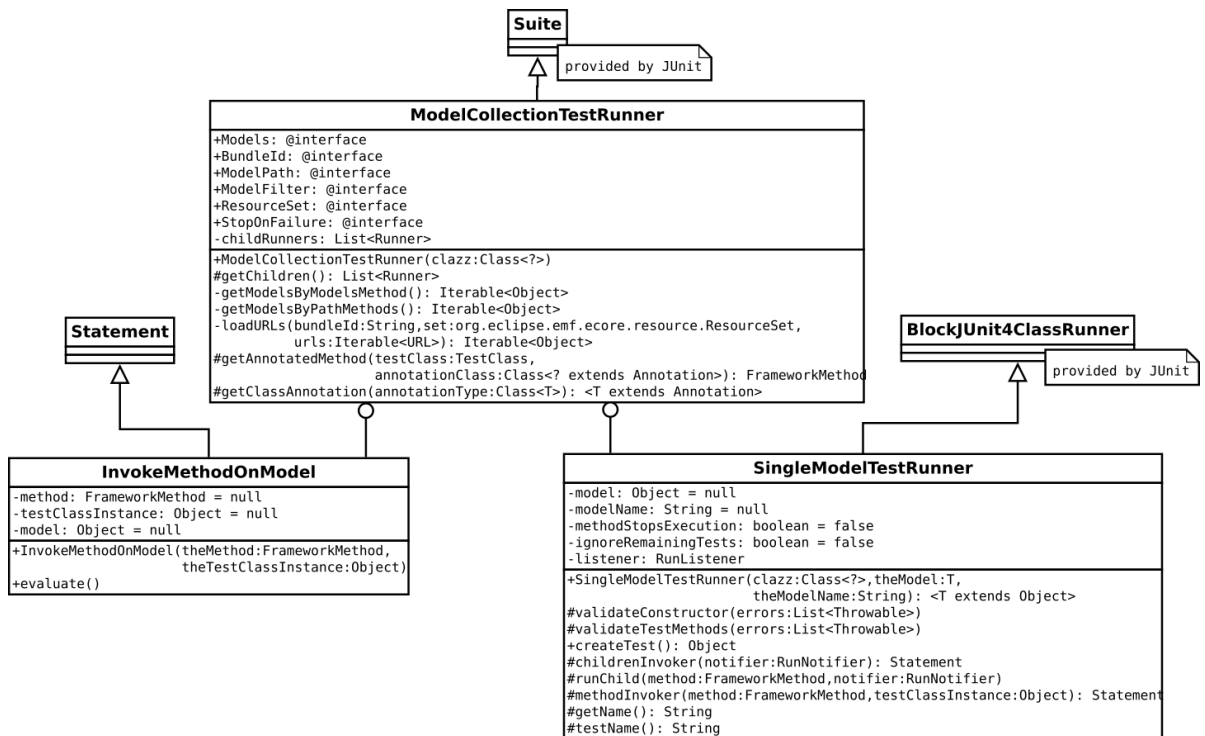 Suite
provided by JUnit
ModelCollectionTestRunner
+Models: @interface
+BundleId: @interface
+ModelPath: @interface
+ModelFilter: @interface
+ResourceSet: @interface
+StopOnFailure: @interface
-childRunners: List<Runner>
+ModelCollectionTestRunner(clazz:Class<?>)
#getChildren(): List<Runner>
-getModelsByModelsMethod(): Iterable<Object>
-getModelsByPathMethods(): Iterable<Object>
-loadURLs(bundleId:String,set:org.eclipse.emf.ecore.resource.ResourceSet,
urls:Iterable<URL>): Iterable<Object>
#getAnnotatedMethod(testClass:TestClass,
annotationClass:Class<? extends Annotation>): FrameworkMethod
#getClassAnnotation(annotationType:Class<T>): <T extends Annotation>
Statement
BlockJUnit4ClassRunner
provided by JUnit
InvokeMethodOnModel
-method: FrameworkMethod = null
-testClassInstance: Object = null
-model: Object = null
+InvokeMethodOnModel(theMethod:FrameworkMethod,
theTestClassInstance:Object)
+evaluate()
SingleModelTestRunner
-model: Object = null
-modelName: String = null
-methodStopsExecution: boolean = false
-ignoreRemainingTests: boolean = false
-listener: RunListener
+SingleModelTestRunner(clazz:Class<?>,theModel:T,
theModelName:String): <T extends Object>
#validateConstructor(errors:List<Throwable>)
#validateTestMethods(errors:List<Throwable>)
+createTest(): Object
#childrenInvoker(notifier:RunNotifier): Statement
#runChild(method:FrameworkMethod,notifier:RunNotifier)
#methodInvoker(method:FrameworkMethod,testClassInstance:Object): Statement
#getName(): String
#testName(): String